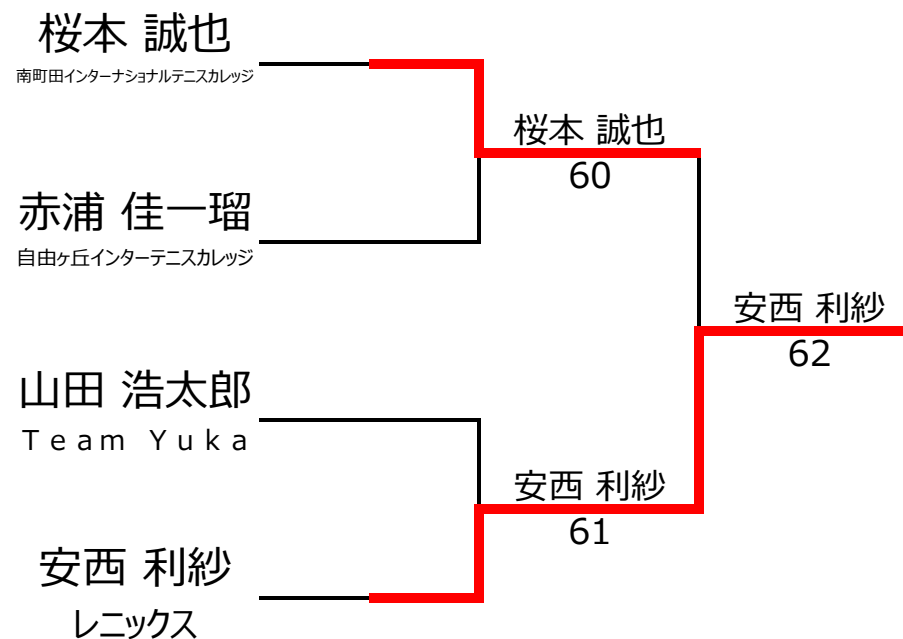 桜本 誠也
南町田インターナショナルテニスカレッジ
桜本 誠也
60
赤浦 佳一瑠
自由ヶ丘インターテニスカレッジ
安西 利紗
62
山田 浩太郎
Team Yuka
安西 利紗
61
安西 利紗
レニックス